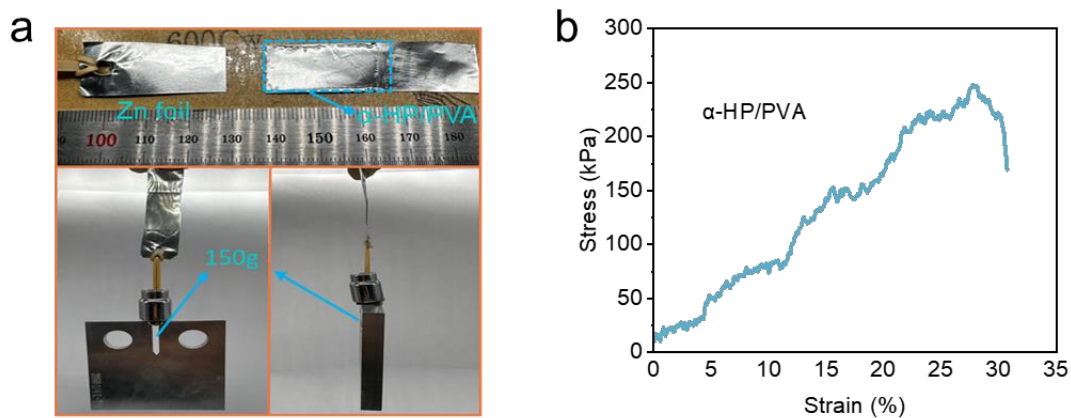 a
600Cw
Zn foil
α-HP/PVA
100 110 120 130 140 150 160 170 180
150g
b
300
250
200
150
100
50
0
Stress (kPa)
α-HP/PVA
0 5 10 15 20 25 30 35
Strain (%)